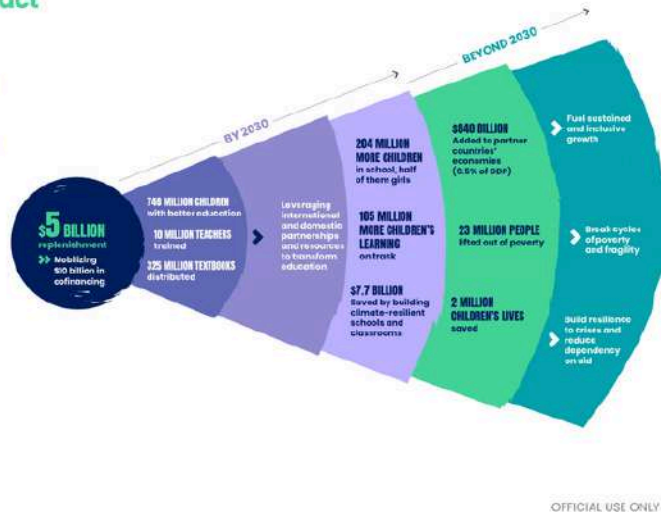 BY 2030
BEYOND 2030
$5 BILLION
replenishment
Mobilizing
$10 billion in
cofinancing
10 MILLION TEACHERS
trained
325 MILLION TEXTBOOKS
distributed
MILLION CHILDREN
with better education
Leveraging
international
and domestic
partnerships
and resources
to transform
education
204 MILLION
MORE CHILDREN
in school, half
of them girls
105 MILLION
MORE CHILDREN'S
LEARNING
on track
$7.7 BILLION
Saved by building
climate-resilient
schools and
classrooms
$640 BILLION
Added to partner
countries'
economies
(0.5% of GDP)
23 MILLION PEOPLE
lifted out of poverty
2 MILLION
CHILDREN'S LIVES
saved
Fuel sustained
and inclusive
growth
Break cycles
of poverty
and fragility
Build resilience
to crises and
reduce
dependency
on aid
OFFICIAL USE ONLY